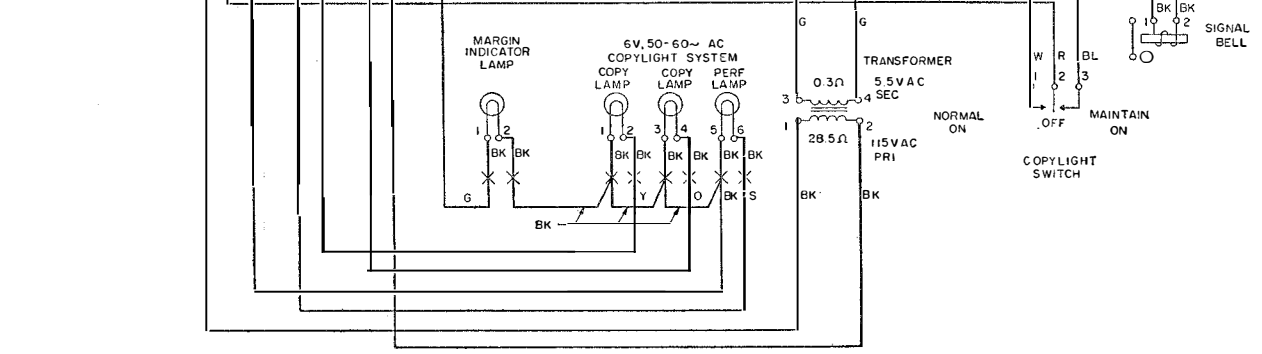 BK BK
1 2
SIGNAL
BELL
G G
MARGIN
INDICATOR
LAMP
6V, 50-60~ AC
COPYLIGHT SYSTEM
COPY
LAMP
COPY
LAMP
PERF
LAMP
TRANSFORMER
0.3Ω
5.5VAC
SEC
3 4
W R BL
1 2 3
NORMAL
ON
OFF
MAINTAIN
ON
COPYLIGHT
SWITCH
1 2
1 2 3 4 5 6
1 2
28.5Ω
115VAC
PRI
BK BK
BK BK BK BK BK BK
G
Y O BK S
BK BK
BK